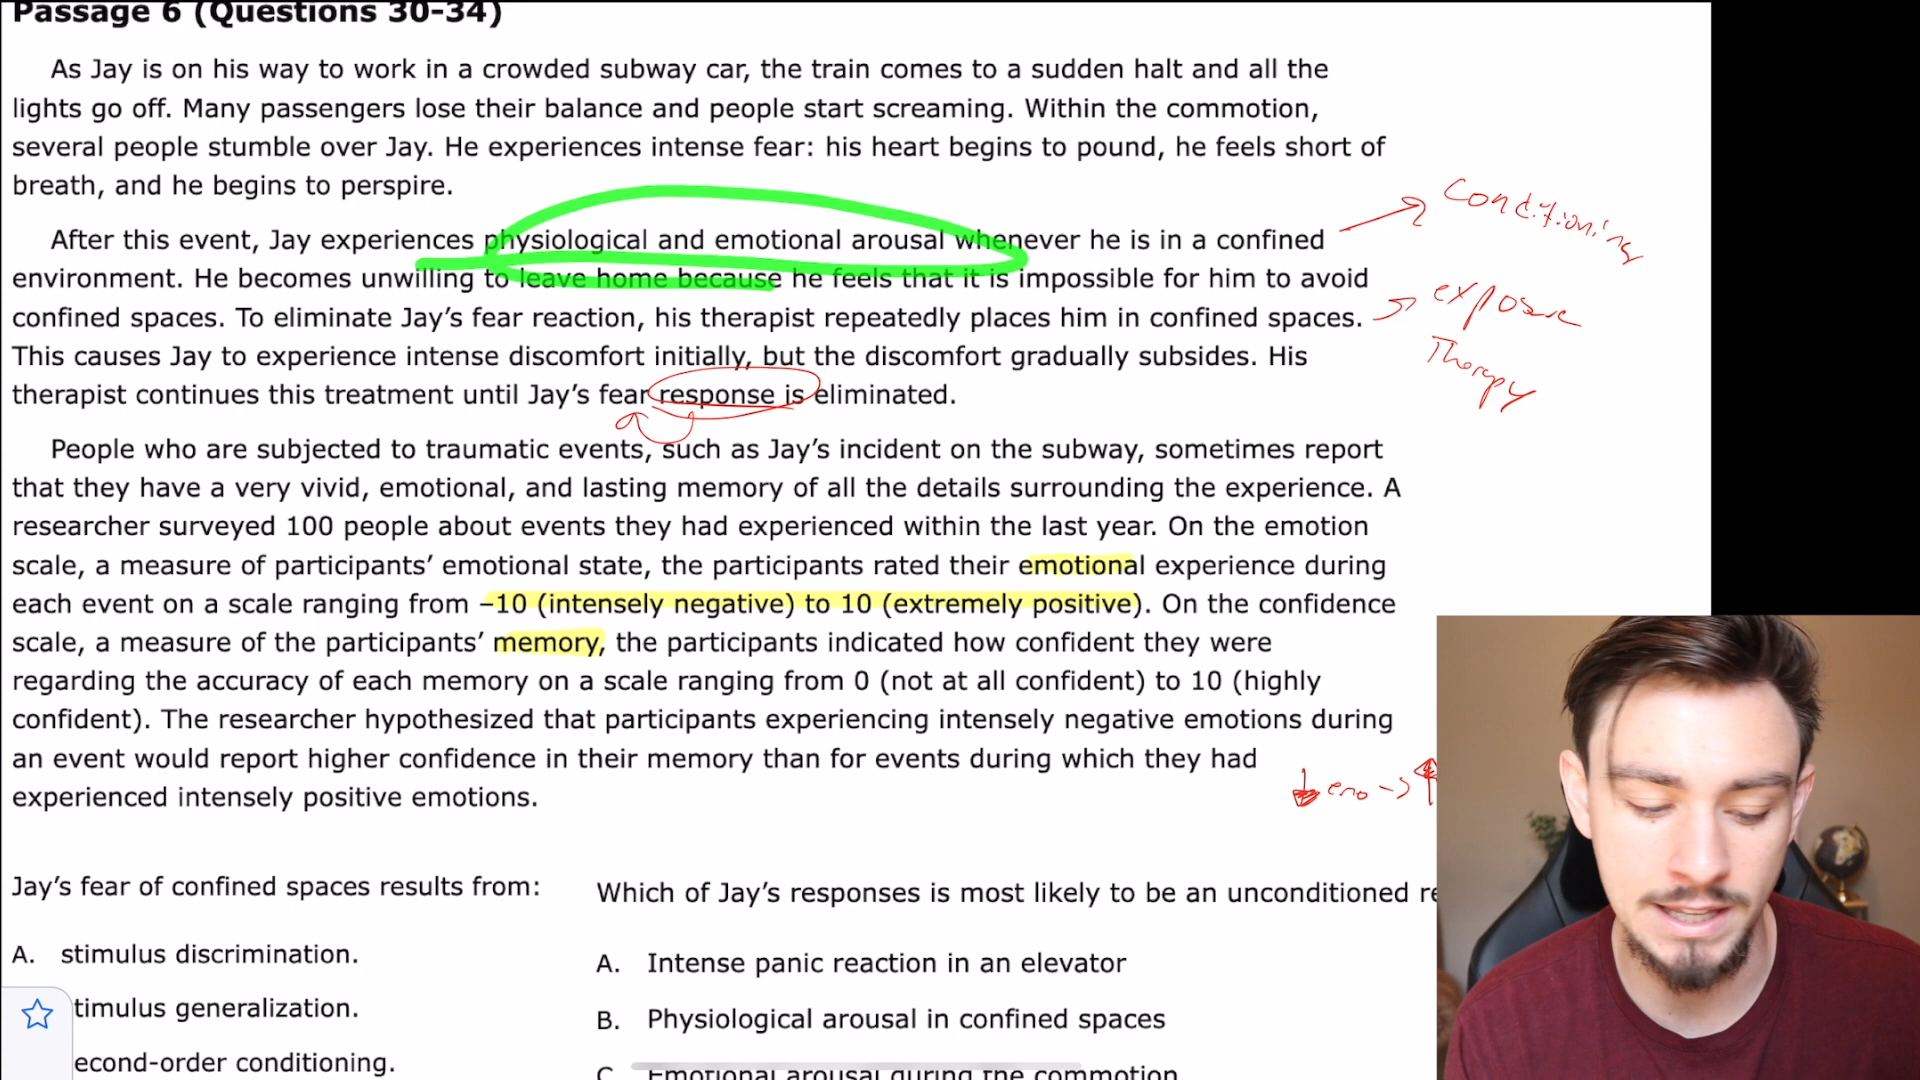 Passage 6 (Questions 30-34)
As Jay is on his way to work in a crowded subway car, the train comes to a sudden halt and all the
lights go off. Many passengers lose their balance and people start screaming. Within the commotion,
several people stumble over Jay. He experiences intense fear: his heart begins to pound, he feels short of
breath, and he begins to perspire.
After this event, Jay experiences physiological and emotional arousal whenever he is in a confined
environment. He becomes unwilling to leave home because he feels that it is impossible for him to avoid
confined spaces. To eliminate Jay’s fear reaction, his therapist repeatedly places him in confined spaces.
This causes Jay to experience intense discomfort initially, but the discomfort gradually subsides. His
therapist continues this treatment until Jay’s fear response is eliminated.
Conditioning
exposure
Therapy
People who are subjected to traumatic events, such as Jay’s incident on the subway, sometimes report
that they have a very vivid, emotional, and lasting memory of all the details surrounding the experience. A
researcher surveyed 100 people about events they had experienced within the last year. On the emotion
scale, a measure of participants’ emotional state, the participants rated their emotional experience during
each event on a scale ranging from –10 (intensely negative) to 10 (extremely positive). On the confidence
scale, a measure of the participants’ memory, the participants indicated how confident they were
regarding the accuracy of each memory on a scale ranging from 0 (not at all confident) to 10 (highly
confident). The researcher hypothesized that participants experiencing intensely negative emotions during
an event would report higher confidence in their memory than for events during which they had
experienced intensely positive emotions.
↓ emo → ↑
Jay’s fear of confined spaces results from:
A. stimulus discrimination.
timulus generalization.
econd-order conditioning.
Which of Jay’s responses is most likely to be an unconditioned re
A. Intense panic reaction in an elevator
B. Physiological arousal in confined spaces
C. Emotional arousal during the commotion